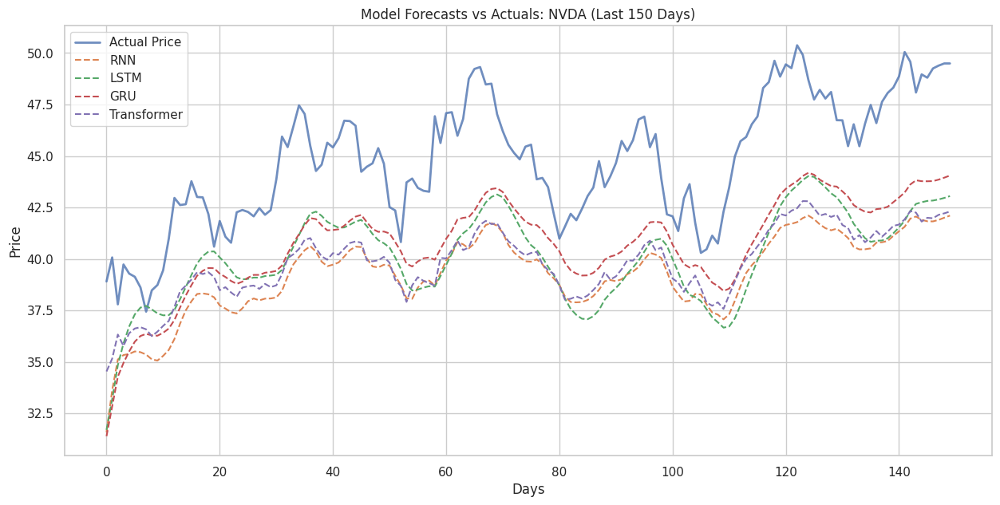 Model Forecasts vs Actuals: NVDA (Last 150 Days)
Actual Price
RNN
LSTM
GRU
Transformer
Price
50.0
47.5
45.0
42.5
40.0
37.5
35.0
32.5
0
20
40
60
80
100
120
140
Days